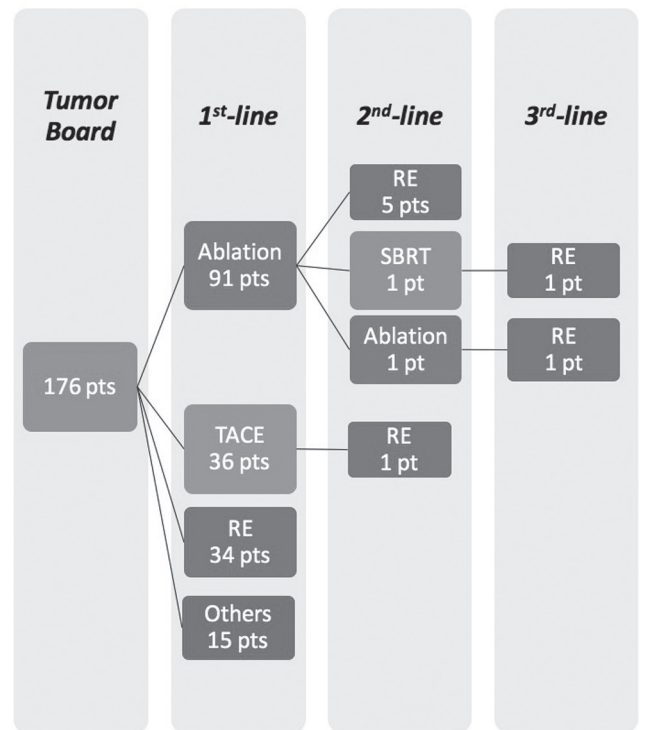 Tumor
Board
1st-line
2nd-line
3rd-line
176 pts
Ablation
91 pts
TACE
36 pts
RE
34 pts
Others
15 pts
RE
5 pts
SBRT
1 pt
Ablation
1 pt
RE
1 pt
RE
1 pt
RE
1 pt